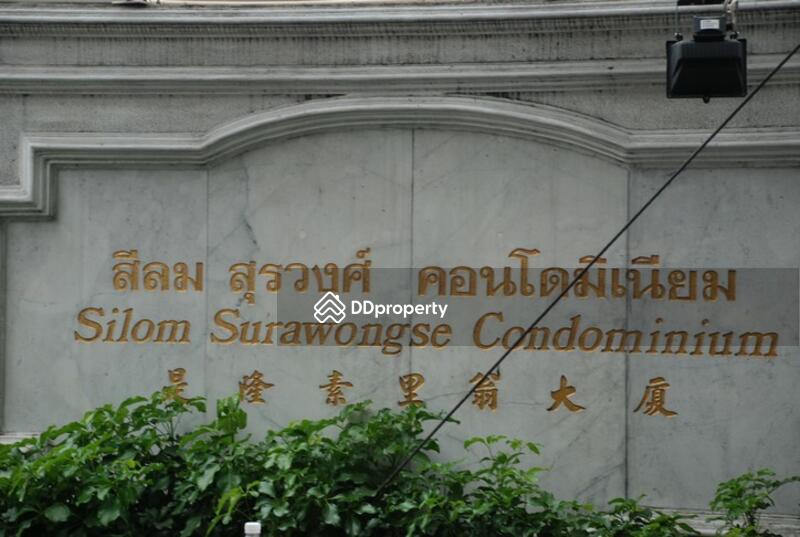 สีลม สุรวงศ์ คอนโดมิเนียม
DDproperty
Silom Surawongse Condominium
是隆素里翁大廈